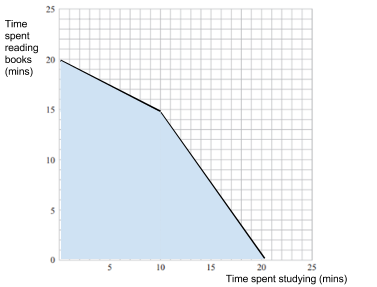 25
Time
spent
reading
books
(mins)
20
15
10
5
0
5 10 15 20 25
Time spent studying (mins)